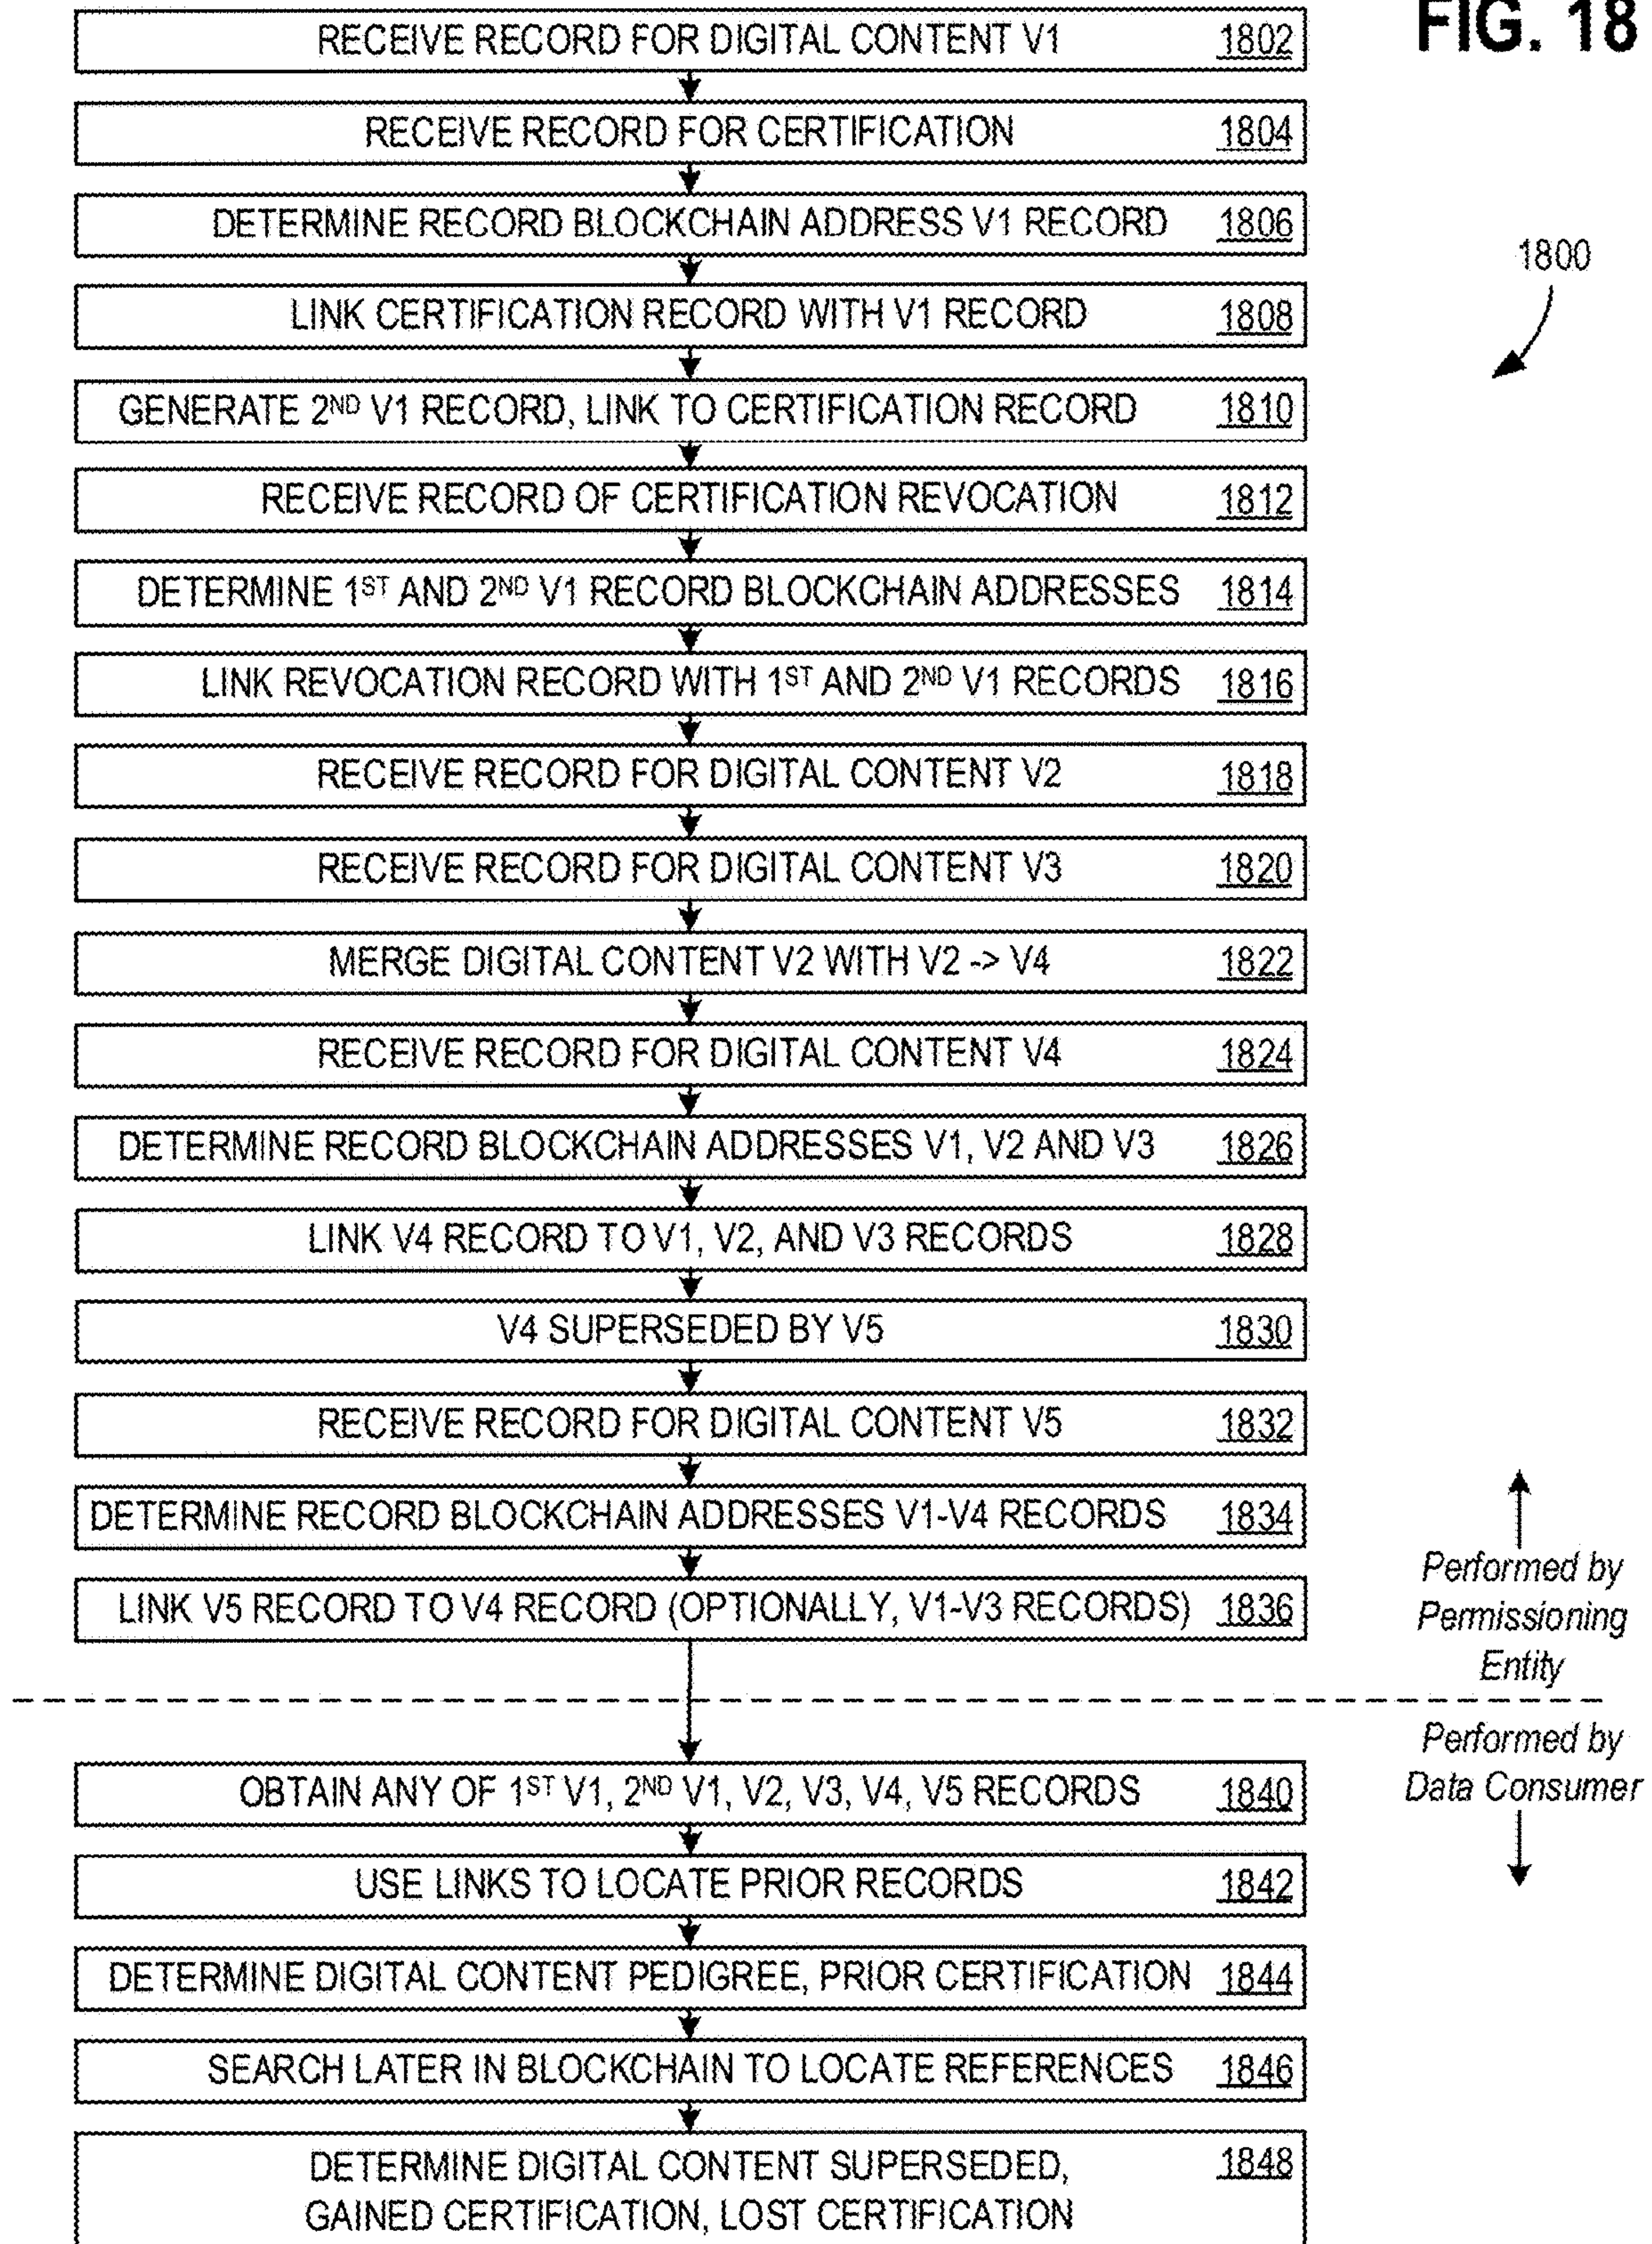 FIG. 18
RECEIVE RECORD FOR DIGITAL CONTENT V1 1802
RECEIVE RECORD FOR CERTIFICATION 1804
DETERMINE RECORD BLOCKCHAIN ADDRESS V1 RECORD 1806
1800
LINK CERTIFICATION RECORD WITH V1 RECORD 1808
GENERATE 2ND V1 RECORD, LINK TO CERTIFICATION RECORD 1810
RECEIVE RECORD OF CERTIFICATION REVOCATION 1812
DETERMINE 1ST AND 2ND V1 RECORD BLOCKCHAIN ADDRESSES 1814
LINK REVOCATION RECORD WITH 1ST AND 2ND V1 RECORDS 1816
RECEIVE RECORD FOR DIGITAL CONTENT V2 1818
RECEIVE RECORD FOR DIGITAL CONTENT V3 1820
MERGE DIGITAL CONTENT V2 WITH V2 -> V4 1822
RECEIVE RECORD FOR DIGITAL CONTENT V4 1824
DETERMINE RECORD BLOCKCHAIN ADDRESSES V1, V2 AND V3 1826
LINK V4 RECORD TO V1, V2, AND V3 RECORDS 1828
V4 SUPERSEDED BY V5 1830
RECEIVE RECORD FOR DIGITAL CONTENT V5 1832
DETERMINE RECORD BLOCKCHAIN ADDRESSES V1-V4 RECORDS 1834
LINK V5 RECORD TO V4 RECORD (OPTIONALLY, V1-V3 RECORDS) 1836
Performed by
Permissioning
Entity
Performed by
Data Consumer
OBTAIN ANY OF 1ST V1, 2ND V1, V2, V3, V4, V5 RECORDS 1840
USE LINKS TO LOCATE PRIOR RECORDS 1842
DETERMINE DIGITAL CONTENT PEDIGREE, PRIOR CERTIFICATION 1844
SEARCH LATER IN BLOCKCHAIN TO LOCATE REFERENCES 1846
DETERMINE DIGITAL CONTENT SUPERSEDED, 1848
GAINED CERTIFICATION, LOST CERTIFICATION